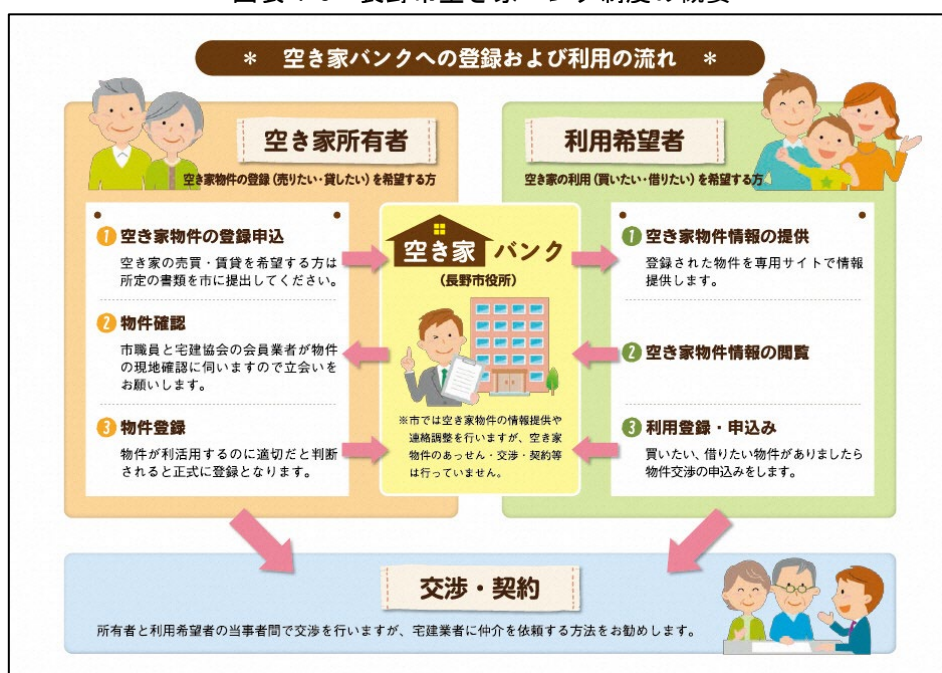 ＊ 空き家バンクへの登録および利用の流れ ＊
空き家所有者
空き家物件の登録（売りたい・貸したい）を希望する方
1 空き家物件の登録申込
空き家の売買・賃貸を希望する方は
所定の書類を市に提出してください。
2 物件確認
市職員と宅建協会の会員業者が物件
の現地確認に伺いますので立会いを
お願いします。
3 物件登録
物件が利活用するのに適切だと判断
されると正式に登録となります。
空き家 バンク
（長野市役所）
※市では空き家物件の情報提供や
連絡調整を行いますが、空き家
物件のあっせん・交渉・契約等
は行っていません。
利用希望者
空き家の利用（買いたい・借りたい）を希望する方
1 空き家物件情報の提供
登録された物件を専用サイトで情報
提供します。
2 空き家物件情報の閲覧
3 利用登録・申込み
買いたい、借りたい物件がありましたら
物件交渉の申込みをします。
交渉・契約
所有者と利用希望者の当事者間で交渉を行いますが、宅建業者に仲介を依頼する方法をお勧めします。